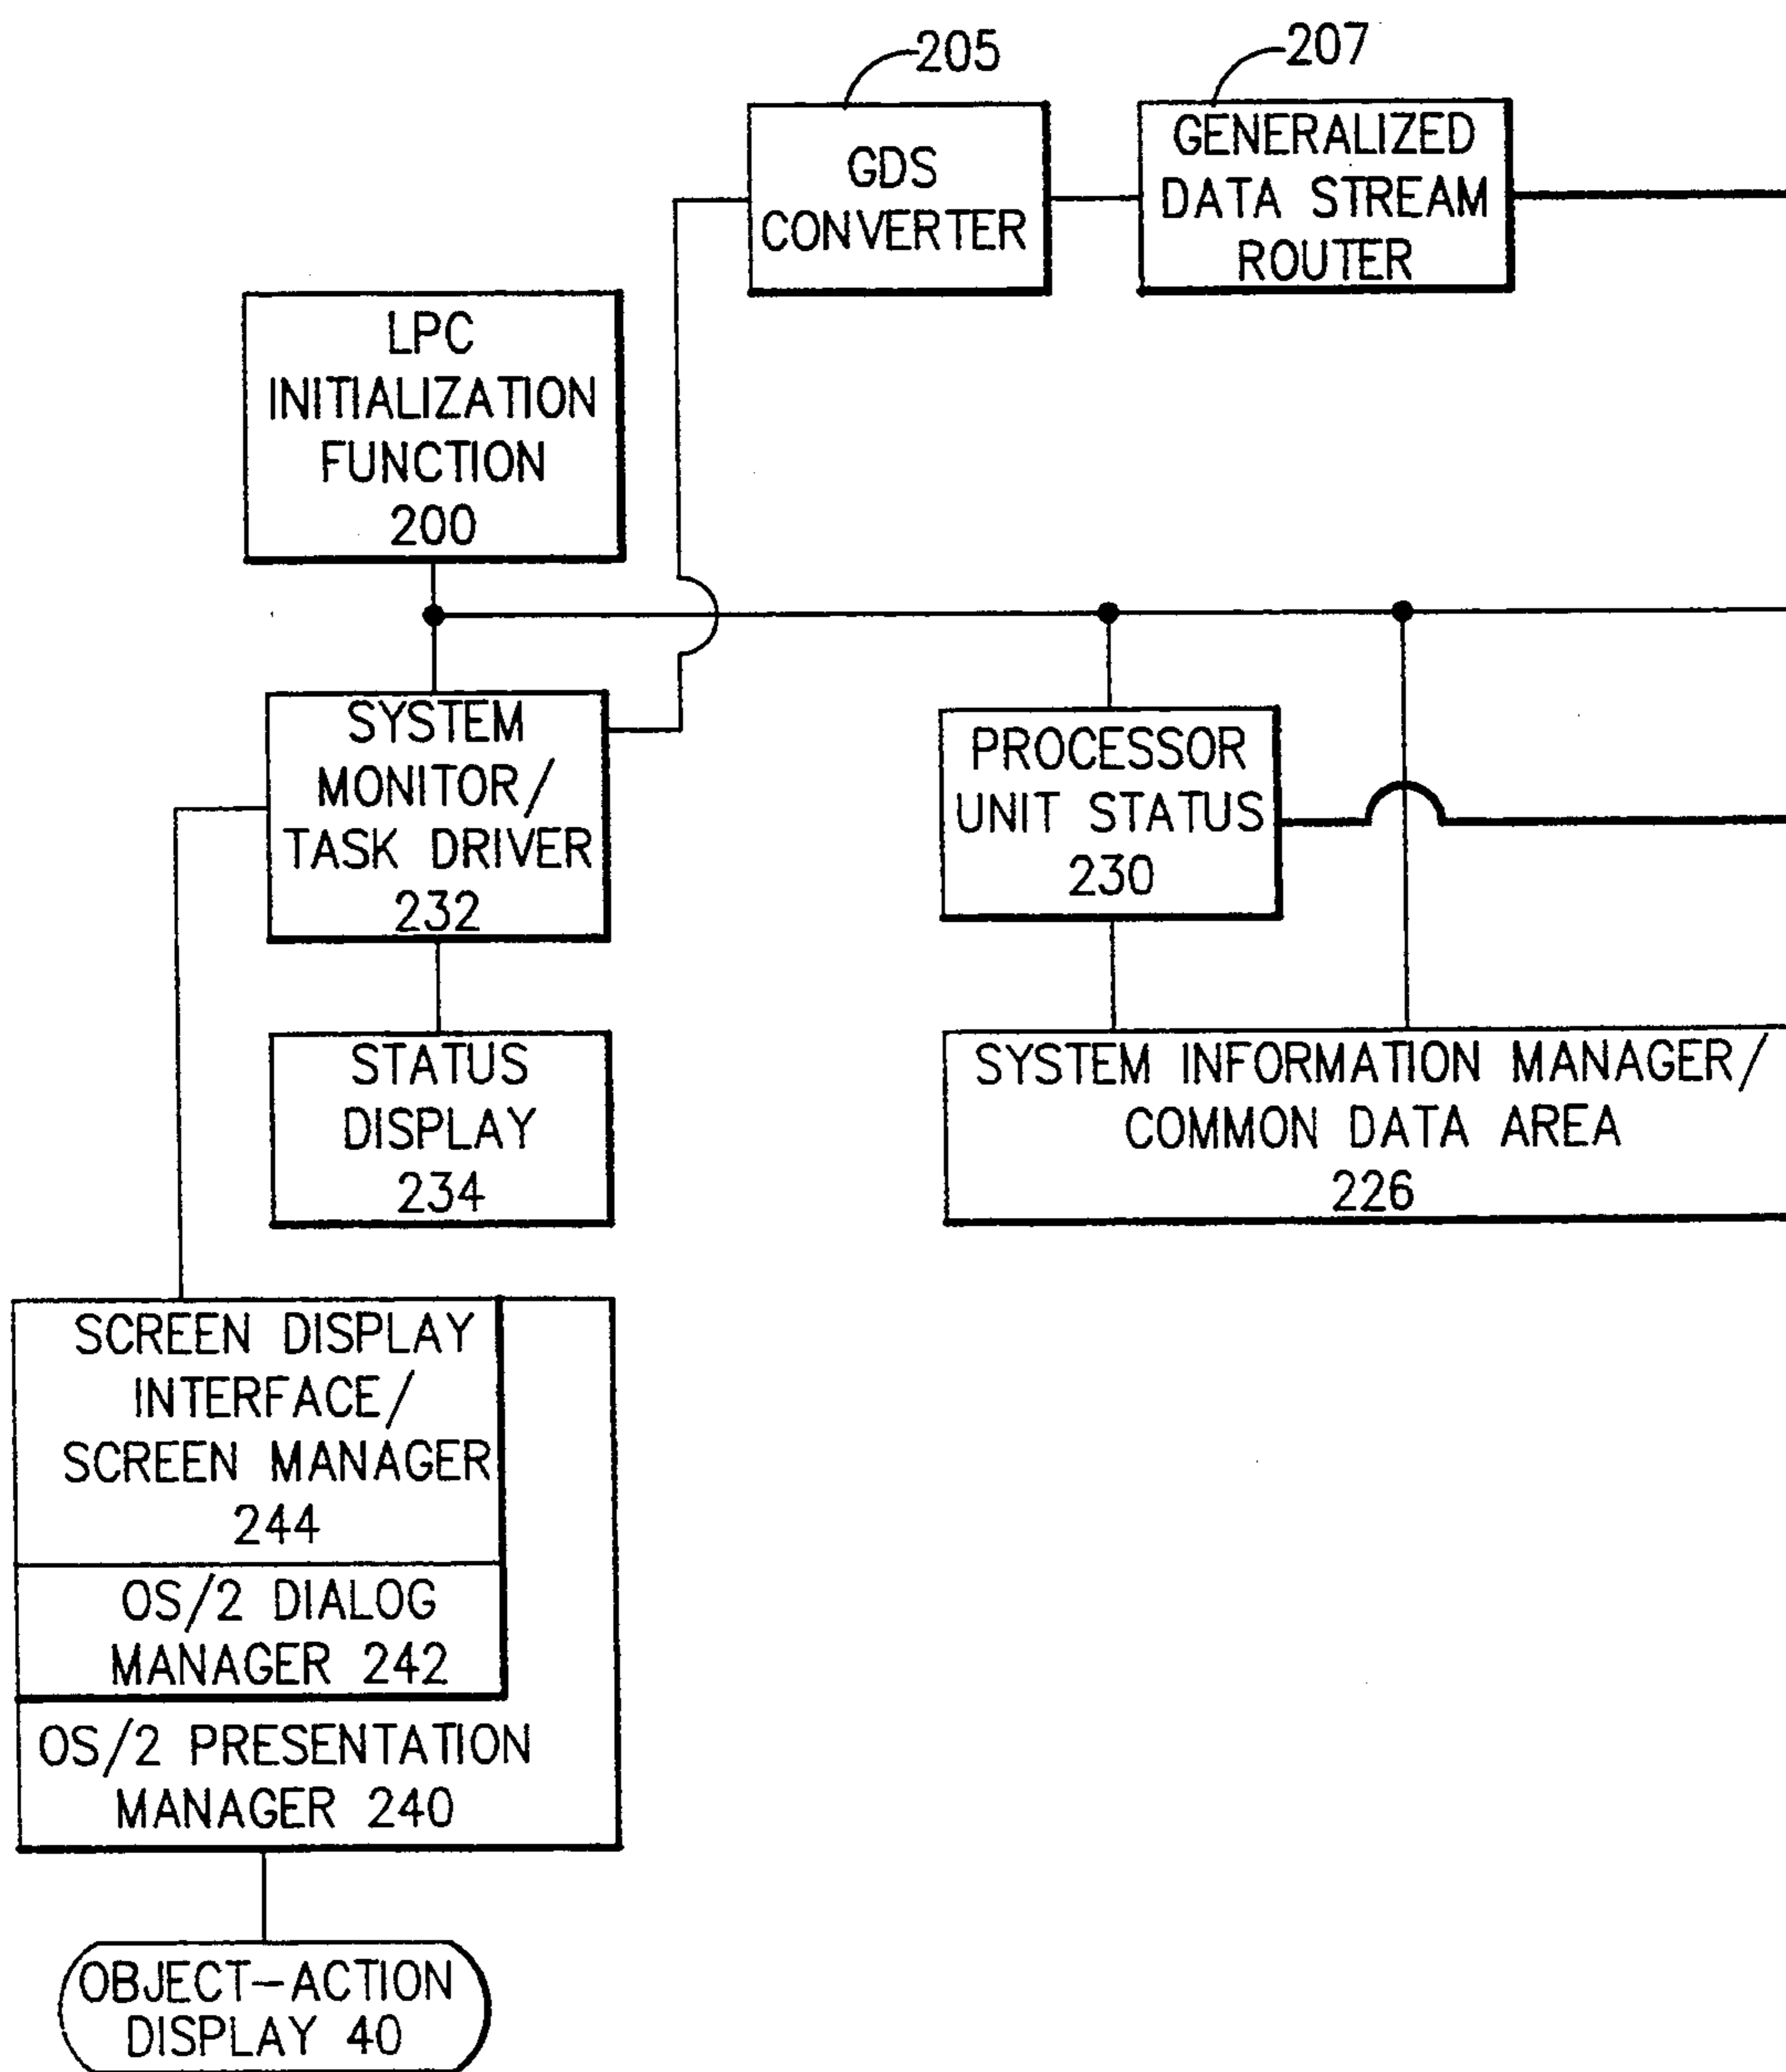 205
207
GDS
CONVERTER
GENERALIZED
DATA STREAM
ROUTER
LPC
INITIALIZATION
FUNCTION
200
SYSTEM
MONITOR/
TASK DRIVER
232
PROCESSOR
UNIT STATUS
230
STATUS
DISPLAY
234
SYSTEM INFORMATION MANAGER/
COMMON DATA AREA
226
SCREEN DISPLAY
INTERFACE/
SCREEN MANAGER
244
OS/2 DIALOG
MANAGER 242
OS/2 PRESENTATION
MANAGER 240
OBJECT-ACTION
DISPLAY 40